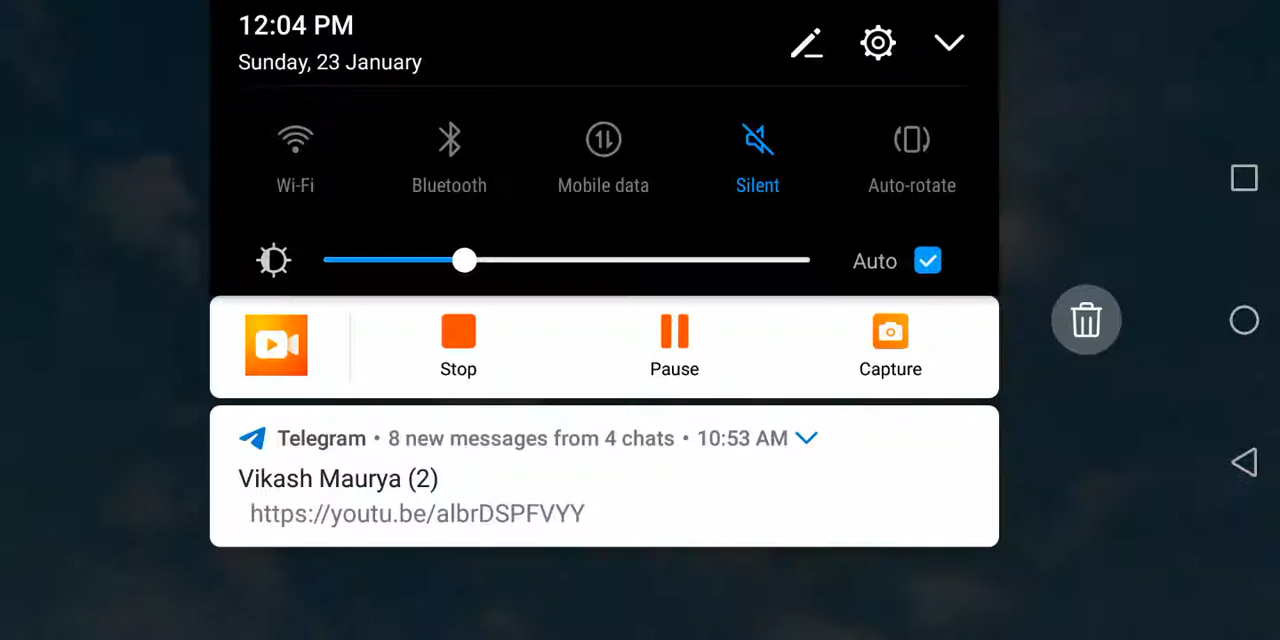 12:04 PM
Sunday, 23 January
Wi-Fi Bluetooth Mobile data Silent Auto-rotate
Auto
Stop Pause Capture
Telegram • 8 new messages from 4 chats • 10:53 AM
Vikash Maurya (2)
https://youtu.be/albrDSPFVYY